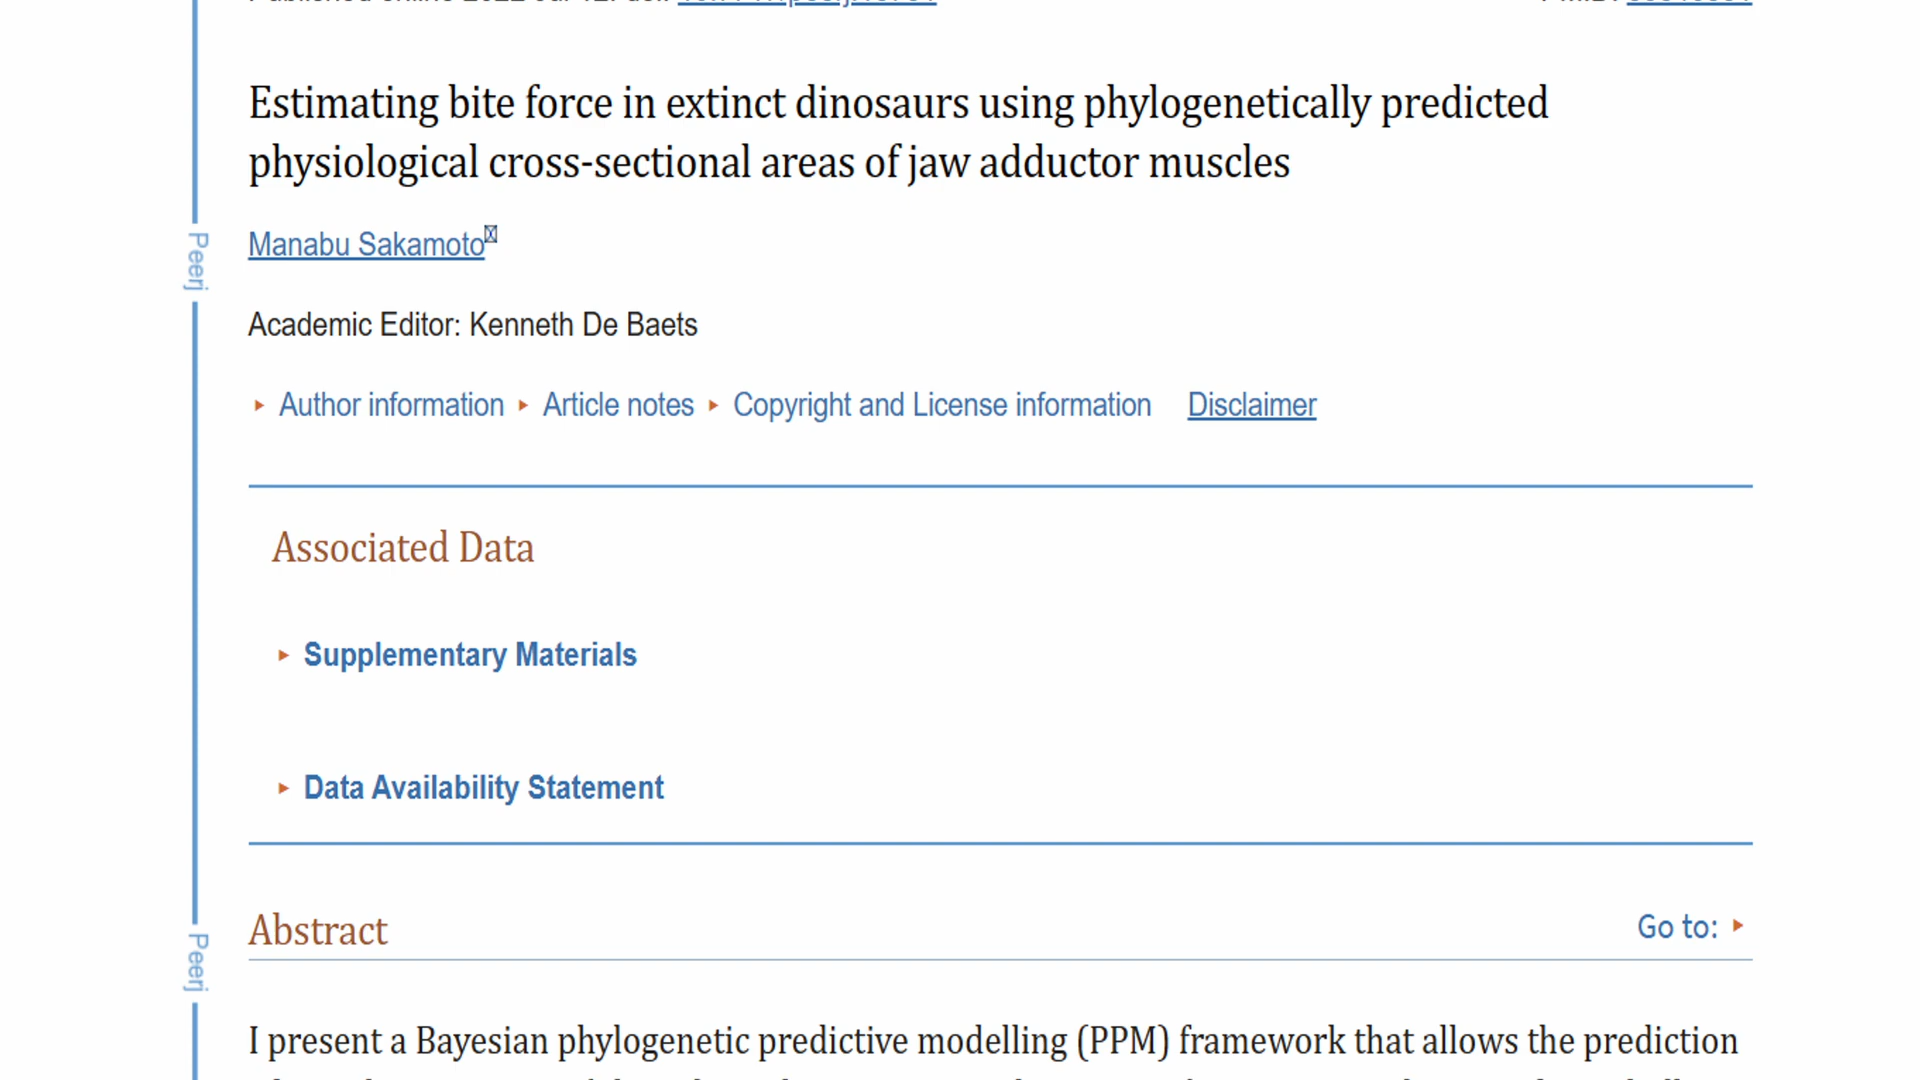 Estimating bite force in extinct dinosaurs using phylogenetically predicted
physiological cross-sectional areas of jaw adductor muscles
Manabu Sakamoto
Academic Editor: Kenneth De Baets
Author information Article notes Copyright and License information Disclaimer
Associated Data
Supplementary Materials
Data Availability Statement
Abstract
Go to:
I present a Bayesian phylogenetic predictive modelling (PPM) framework that allows the prediction
Peerj
Peerj